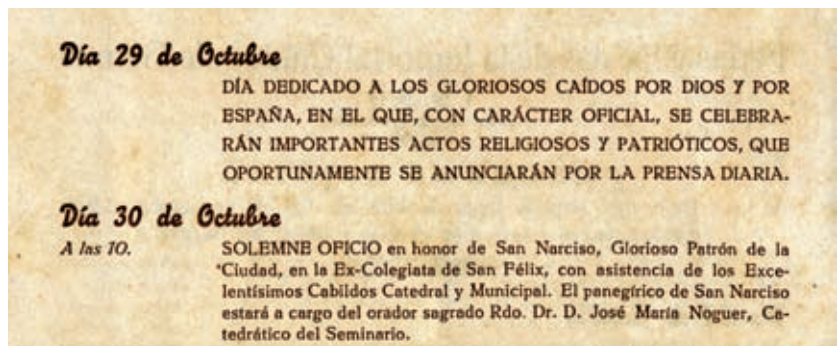 Día 29 de Octubre
DÍA DEDICADO A LOS GLORIOSOS CAÍDOS POR DIOS Y POR
ESPAÑA, EN EL QUE, CON CARÁCTER OFICIAL, SE CELEBRA-
RÁN IMPORTANTES ACTOS RELIGIOSOS Y PATRIÓTICOS, QUE
OPORTUNAMENTE SE ANUNCIARÁN POR LA PRENSA DIARIA.
Día 30 de Octubre
A las 10. SOLEMNE OFICIO en honor de San Narciso, Glorioso Patrón de la
Ciudad, en la Ex-Colegiata de San Félix, con asistencia de los Exce-
lentísimos Cabildos Catedral y Municipal. El panegírico de San Narciso
estará a cargo del orador sagrado Rdo. Dr. D. José María Noguer, Ca-
tedrático del Seminario.